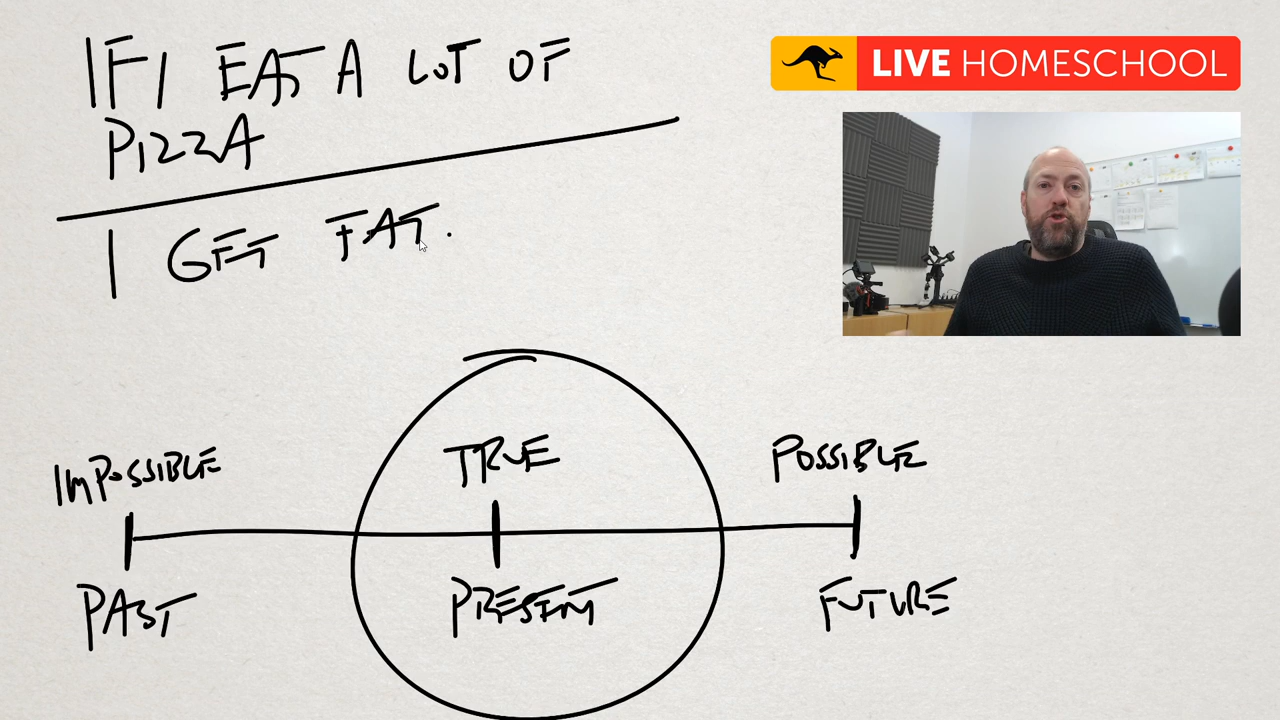 IF I EAT A LOT OF
PIZZA
I GET FAT.
LIVE HOMESCHOOL
IMPOSSIBLE
TRUE
POSSIBLE
PAST
PRESENT
FUTURE